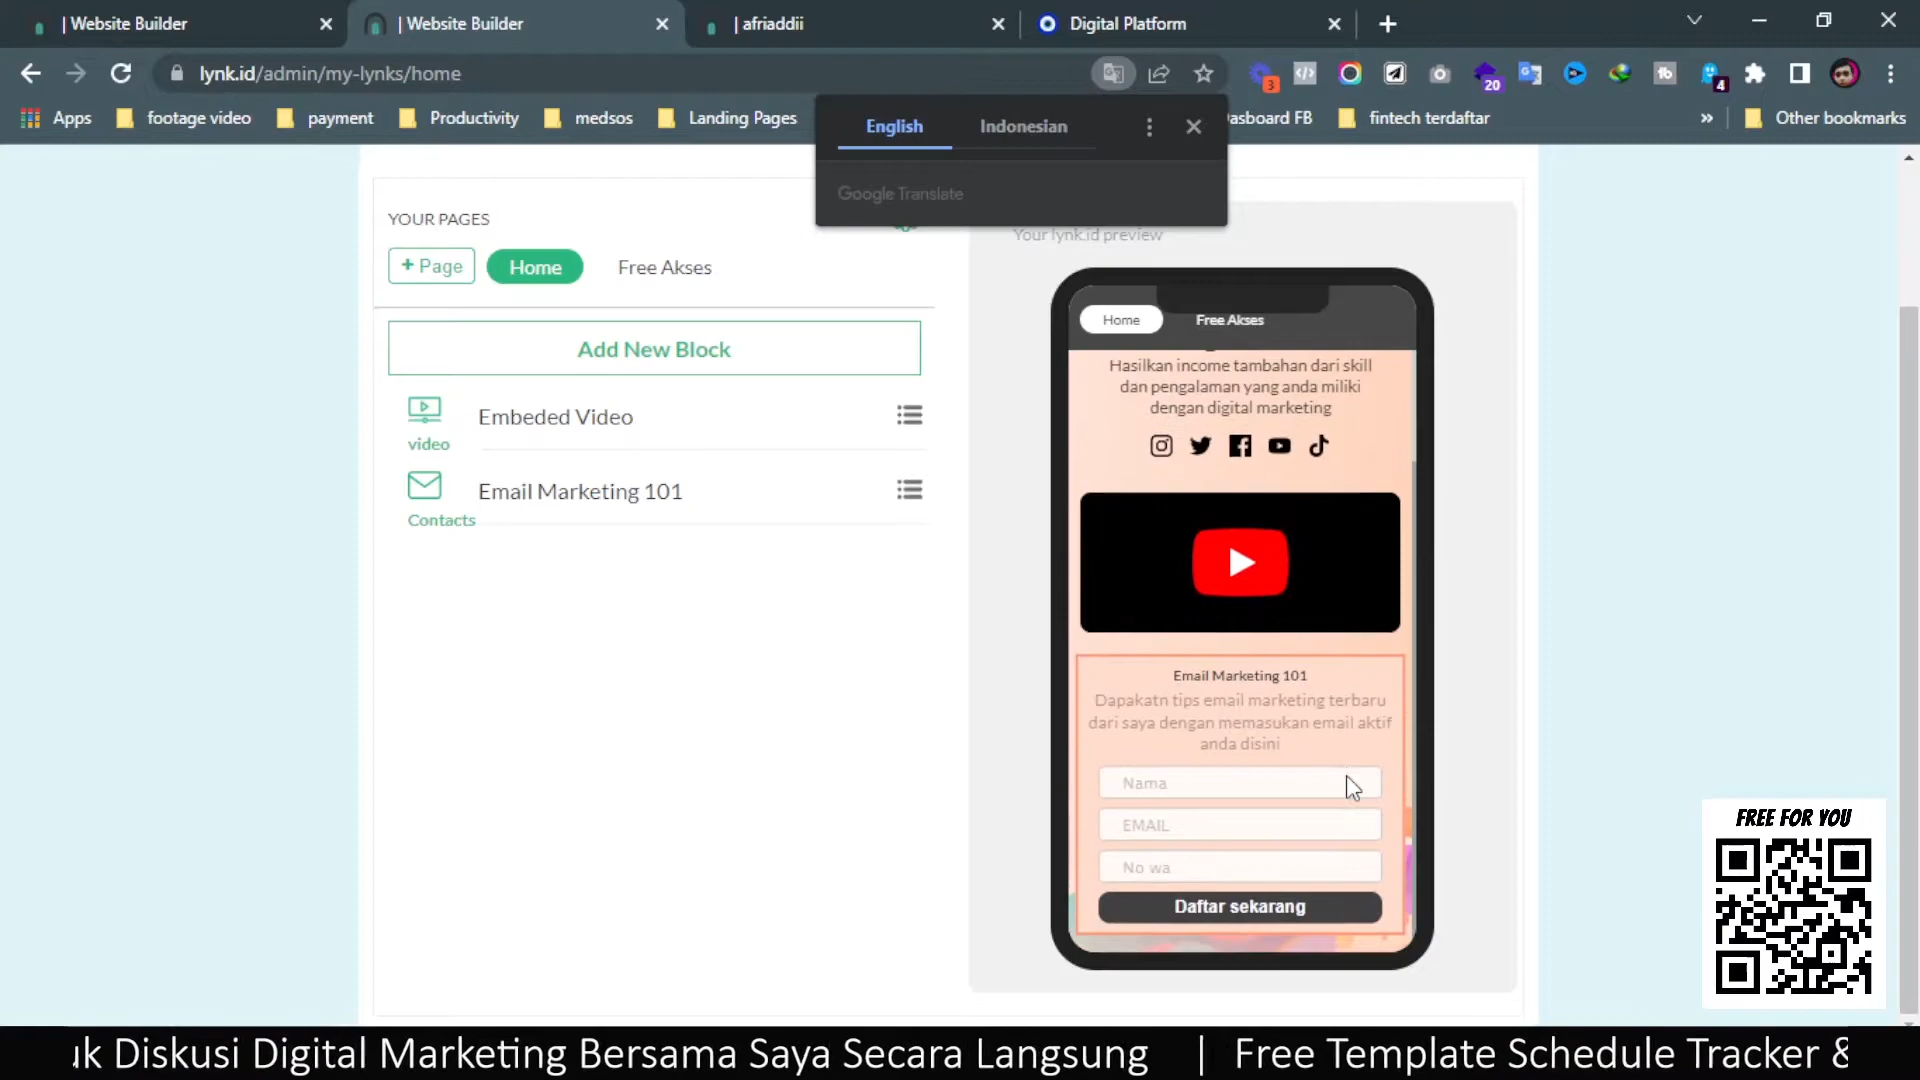 | Website Builder
| Website Builder
| afriaddii
Digital Platform
lynk.id/admin/my-lynks/home
3
20
tb
4
Apps
footage video
payment
Productivity
medsos
Landing Pages
asboard FB
fintech terdaftar
Other bookmarks
English
Indonesian
Google Translate
YOUR PAGES
+ Page
Home
Free Akses
Add New Block
video
Embeded Video
Contacts
Email Marketing 101
Your lynk.id preview
Home
Free Akses
Hasilkan income tambahan dari skill
dan pengalaman yang anda miliki
dengan digital marketing
Email Marketing 101
Dapakatn tips email marketing terbaru
dari saya dengan memasukan email aktif
anda disini
Nama
EMAIL
No wa
Daftar sekarang
FREE FOR YOU
uk Diskusi Digital Marketing Bersama Saya Secara Langsung | Free Template Schedule Tracker &